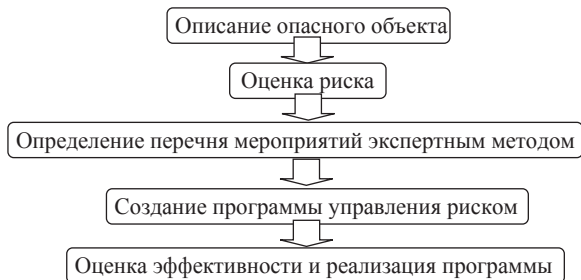 Описание опасного объекта
Оценка риска
Определение перечня мероприятий экспертным методом
Создание программы управления риском
Оценка эффективности и реализация программы